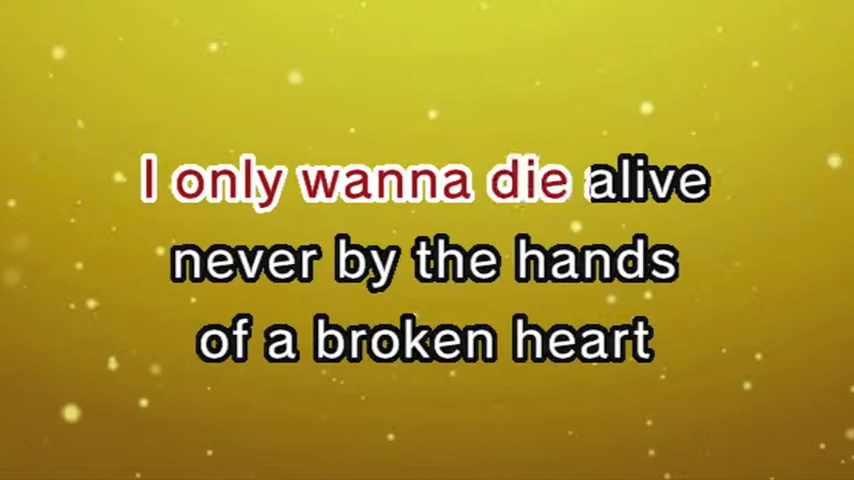 I only wanna die alive
never by the hands
of a broken heart